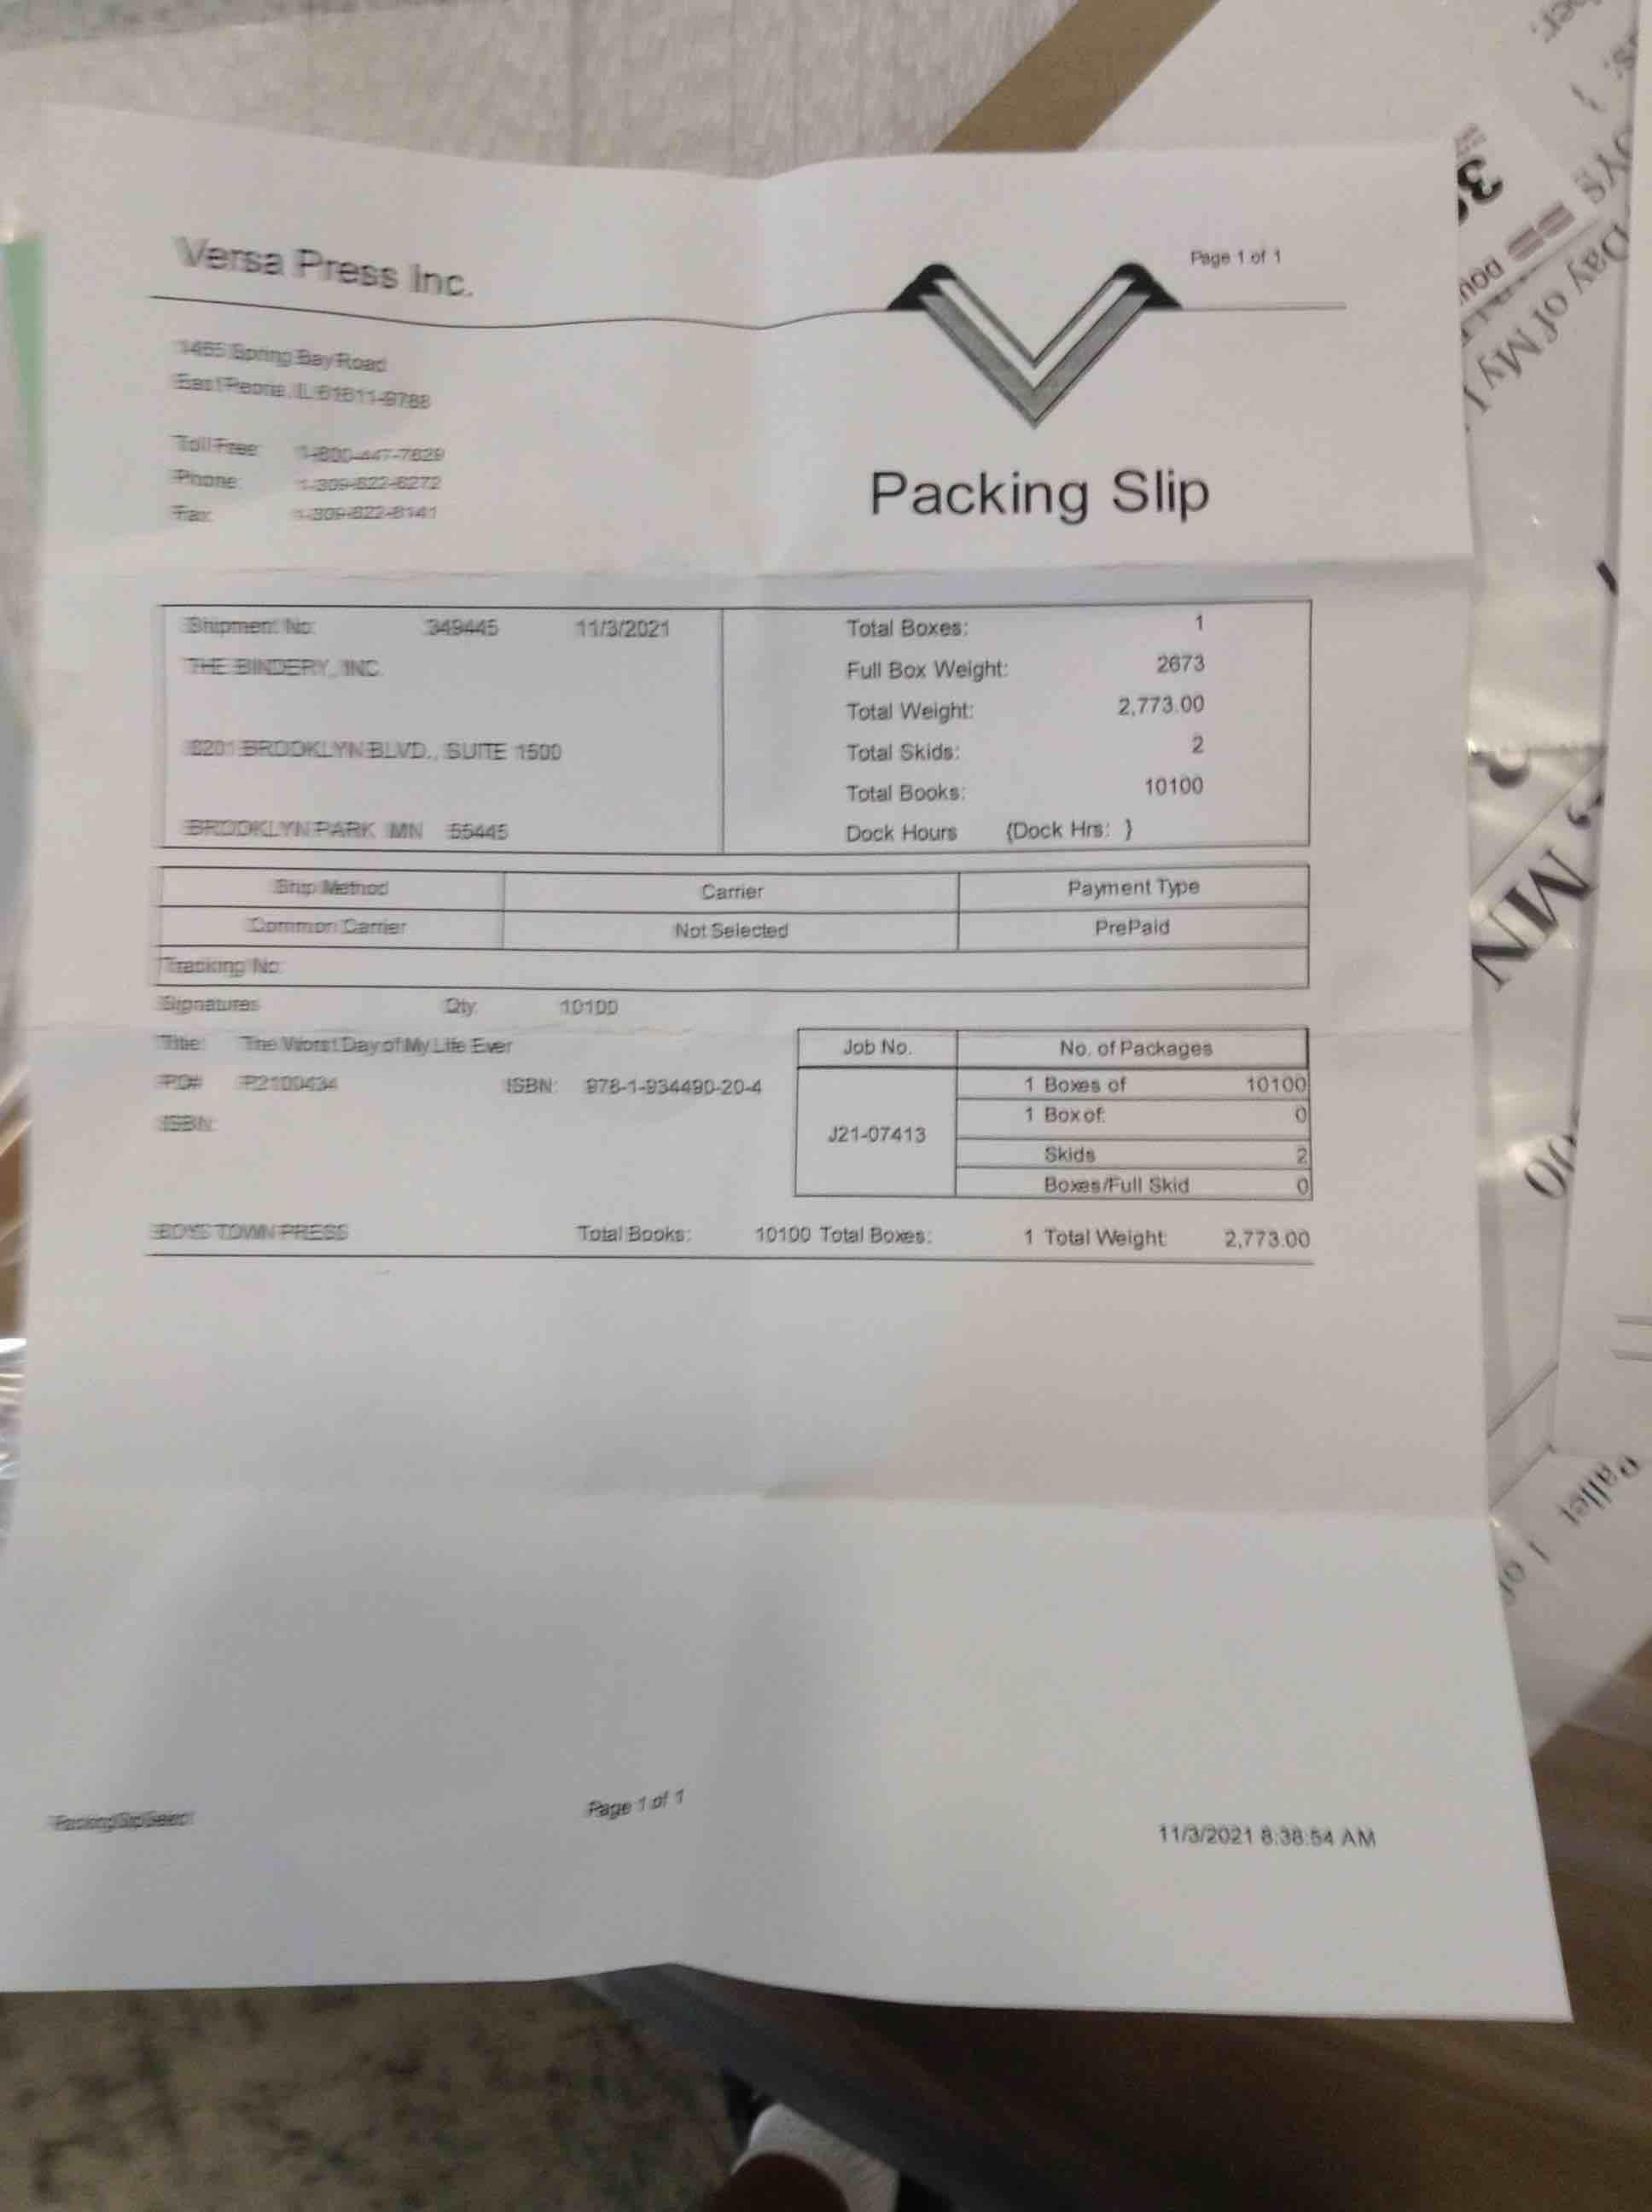 Versa Press Inc.
Page 1 of 1
1465 Spring Bay Road
East Peoria, IL 61611-9788
Toll Free: 1-800-447-7829
Phone: 1-309-822-8272
Fax: 1-309-822-8141
Packing Slip
Shipment No: 349445 11/3/2021
THE BINDERY, INC.
8201 BROOKLYN BLVD., SUITE 1500
BROOKLYN PARK MN 55445
Total Boxes: 1
Full Box Weight: 2673
Total Weight: 2,773.00
Total Skids: 2
Total Books: 10100
Dock Hours {Dock Hrs: }
Ship Method Carrier Payment Type
Common Carrier Not Selected PrePaid
Tracking No:
Signatures Qty: 10100
Title: The Worst Day of My Life Ever
PO# P2100434 ISBN: 978-1-934490-20-4
ISBN:
Job No. No. of Packages
J21-07413
1 Boxes of 10100
1 Box of: 0
Skids 2
Boxes/Full Skid 0
BOYS TOWN PRESS Total Books: 10100 Total Boxes: 1 Total Weight: 2,773.00
PackingSlipSelect
Page 1 of 1
11/3/2021 8:38:54 AM
Day of My
MN
Pallet
1 of